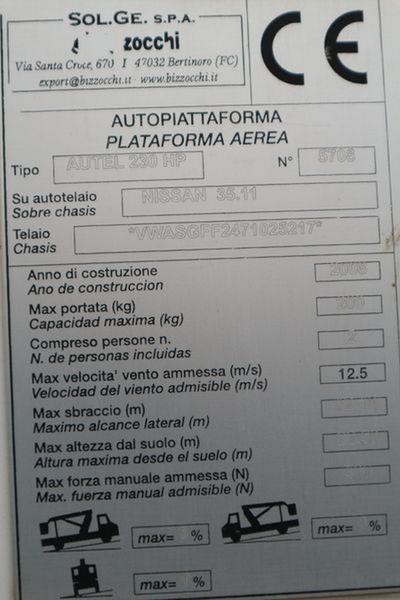 SOL.GE. S.P.A.
zocchi
Via Santa Croce, 670 I 47032 Bertinoro (FC)
export@bizzocchi.it · www.bizzocchi.it
CE
AUTOPIATTAFORMA
PLATAFORMA AEREA
Tipo AUTEL 230 HP N° 5706
Su autotelaio NISSAN 35.11
Sobre chasis
Telaio *VWASGFF2471025217*
Chasis
Anno di costruzione 2008
Ano de construccion
Max portata (kg) 200
Capacidad maxima (kg)
Compreso persone n. 2
N. de personas incluidas
Max velocita' vento ammessa (m/s) 12.5
Velocidad del viento admisible (m/s)
Max sbraccio (m)
Maximo alcance lateral (m)
Max altezza dal suolo (m)
Altura maxima desde el suelo (m)
Max forza manuale ammessa (N)
Max. fuerza manual admisible (N)
max= %
max= %
max= %